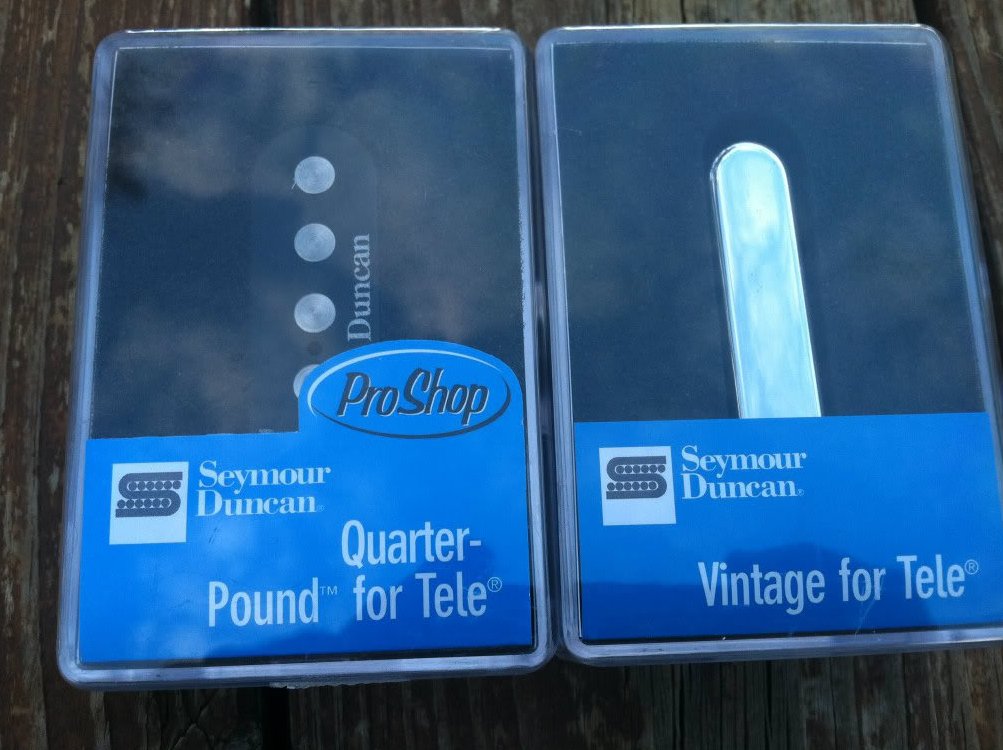 Duncan
ProShop
Seymour
Duncan®
Quarter-
Pound™ for Tele®
Seymour
Duncan®
Vintage for Tele®